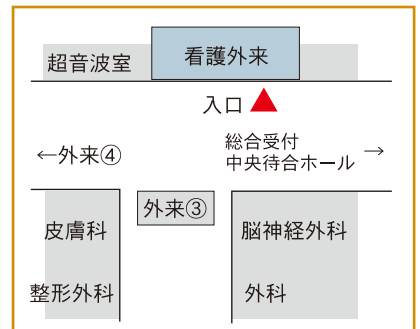 超音波室
看護外来
入口
←外来④
総合受付
中央待合ホール
→
外来③
皮膚科
脳神経外科
整形外科
外科